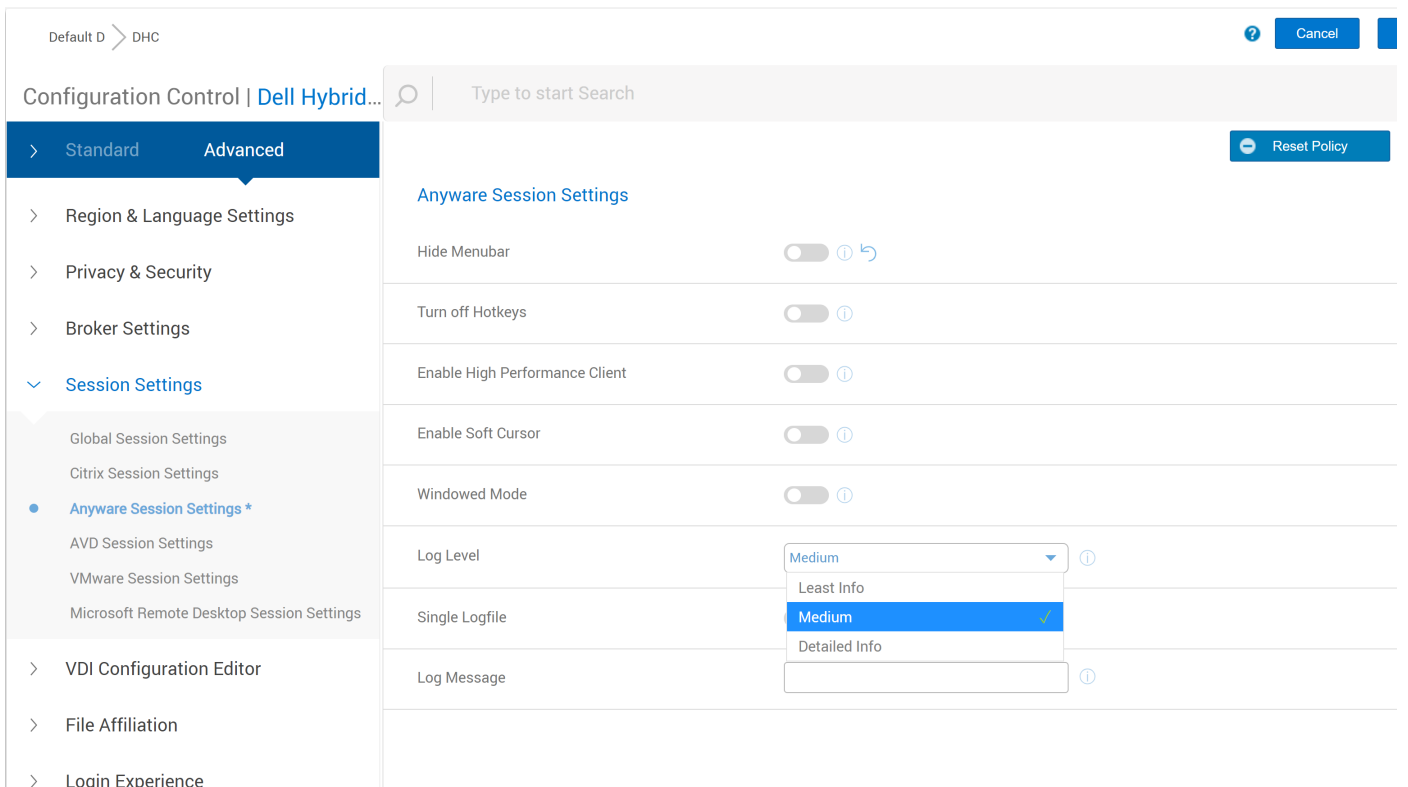 Default D DHC
Cancel
Configuration Control | Dell Hybrid...
Type to start Search
Standard Advanced
Reset Policy
Anyware Session Settings
Region & Language Settings
Privacy & Security
Broker Settings
Session Settings
Global Session Settings
Citrix Session Settings
Anyware Session Settings *
AVD Session Settings
VMware Session Settings
Microsoft Remote Desktop Session Settings
VDI Configuration Editor
File Affiliation
Login Experience
Hide Menubar
Turn off Hotkeys
Enable High Performance Client
Enable Soft Cursor
Windowed Mode
Log Level
Medium
Least Info
Medium
Detailed Info
Single Logfile
Log Message